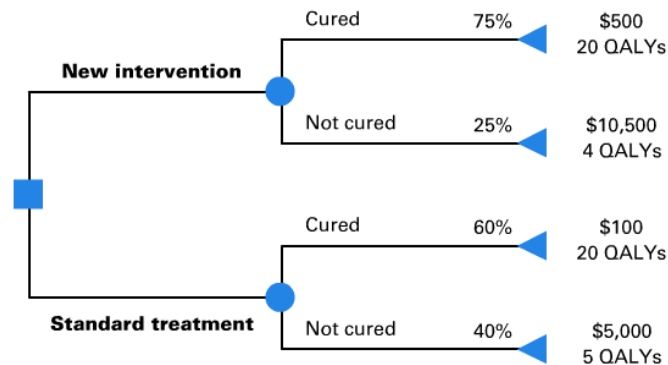 Cured 75% $500
20 QALYs
New intervention
Not cured 25% $10,500
4 QALYs
Cured 60% $100
20 QALYs
Standard treatment
Not cured 40% $5,000
5 QALYs